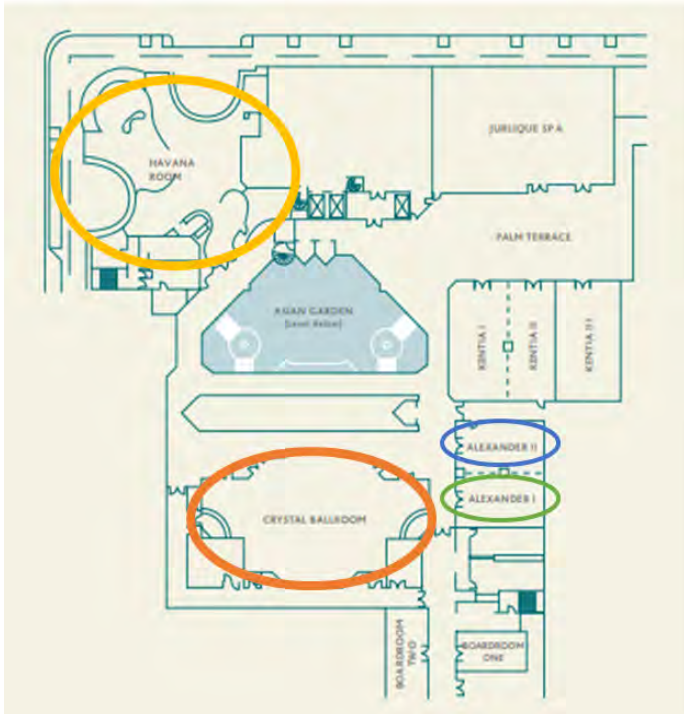 JURLIQUE SPA
HAVANA
ROOM
PALM TERRACE
ASIAN GARDEN
(Level Below)
KENTIA I
KENTIA II
KENTIA III
ALEXANDER II
ALEXANDER I
CRYSTAL BALLROOM
BOARDROOM
TWO
BOARDROOM
ONE